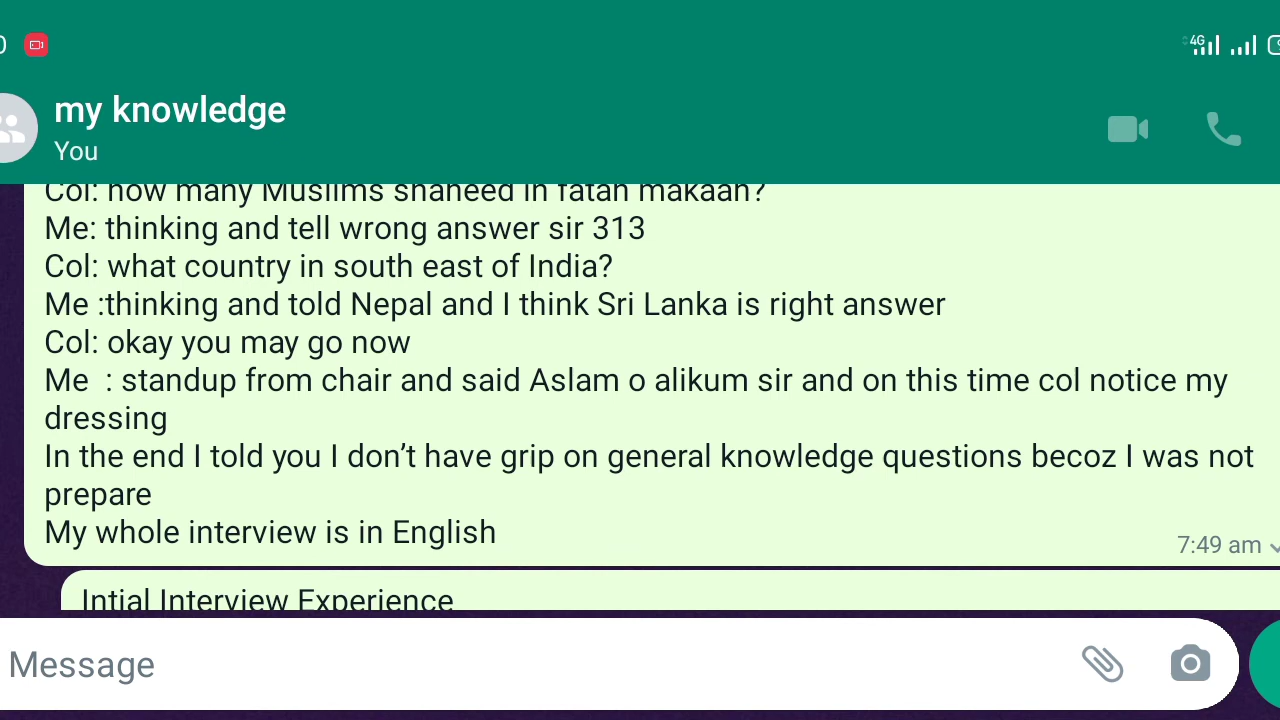 4G
my knowledge
You
Col: how many Muslims shaheed in fatah makaah?
Me: thinking and tell wrong answer sir 313
Col: what country in south east of India?
Me :thinking and told Nepal and I think Sri Lanka is right answer
Col: okay you may go now
Me  : standup from chair and said Aslam o alikum sir and on this time col notice my
dressing
In the end I told you I don’t have grip on general knowledge questions becoz I was not
prepare
My whole interview is in English
7:49 am
Intial Interview Experience
Message